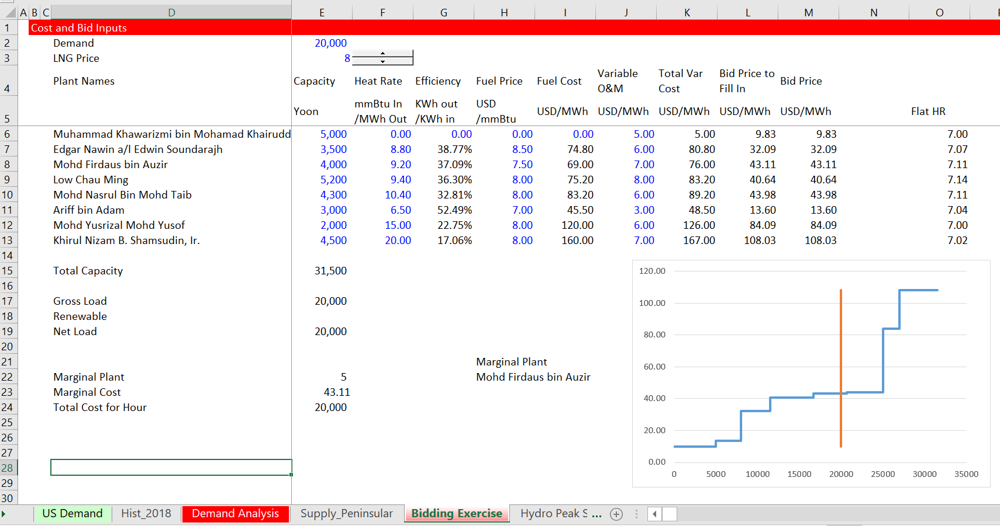 A B C D E F G H I J K L M N O
1 Cost and Bid Inputs
2 Demand 20,000
3 LNG Price 8
4 Plant Names Capacity Heat Rate Efficiency Fuel Price Fuel Cost Variable O&M Total Var Cost Bid Price to Fill In Bid Price
5 Yoon mmBtu In /MWh Out KWh out /KWh in USD /mmBtu USD/MWh USD/MWh USD/MWh USD/MWh USD/MWh Flat HR
6 Muhammad Khawarizmi bin Mohamad Khairudd 5,000 0.00 0.00 0.00 0.00 5.00 5.00 9.83 9.83 7.00
7 Edgar Nawin a/l Edwin Soundarajh 3,500 8.80 38.77% 8.50 74.80 6.00 80.80 32.09 32.09 7.07
8 Mohd Firdaus bin Auzir 4,000 9.20 37.09% 7.50 69.00 7.00 76.00 43.11 43.11 7.11
9 Low Chau Ming 5,200 9.40 36.30% 8.00 75.20 8.00 83.20 40.64 40.64 7.14
10 Mohd Nasrul Bin Mohd Taib 4,300 10.40 32.81% 8.00 83.20 6.00 89.20 43.98 43.98 7.11
11 Ariff bin Adam 3,000 6.50 52.49% 7.00 45.50 3.00 48.50 13.60 13.60 7.04
12 Mohd Yusrizal Mohd Yusof 2,000 15.00 22.75% 8.00 120.00 6.00 126.00 84.09 84.09 7.00
13 Khirul Nizam B. Shamsudin, Ir. 4,500 20.00 17.06% 8.00 160.00 7.00 167.00 108.03 108.03 7.02
14
15 Total Capacity 31,500
16
17 Gross Load 20,000
18 Renewable
19 Net Load 20,000
20
21 Marginal Plant
22 Marginal Plant 5 Mohd Firdaus bin Auzir
23 Marginal Cost 43.11
24 Total Cost for Hour 20,000
25
26
27
28
29
30
120.00
100.00
80.00
60.00
40.00
20.00
0.00
0 5000 10000 15000 20000 25000 30000 35000
US Demand Hist_2018 Demand Analysis Supply_Peninsular Bidding Exercise Hydro Peak S ...